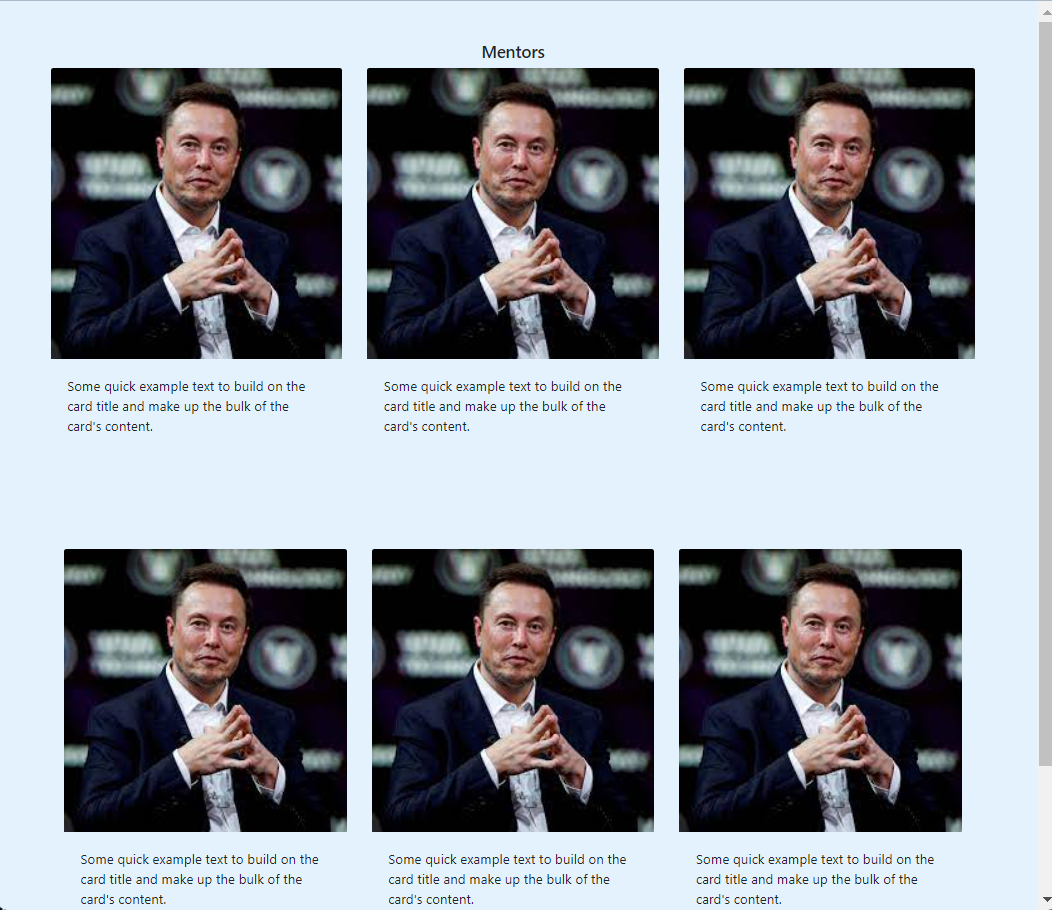 Mentors
Some quick example text to build on the
card title and make up the bulk of the
card's content.
Some quick example text to build on the
card title and make up the bulk of the
card's content.
Some quick example text to build on the
card title and make up the bulk of the
card's content.
Some quick example text to build on the
card title and make up the bulk of the
card's content.
Some quick example text to build on the
card title and make up the bulk of the
card's content.
Some quick example text to build on the
card title and make up the bulk of the
card's content.